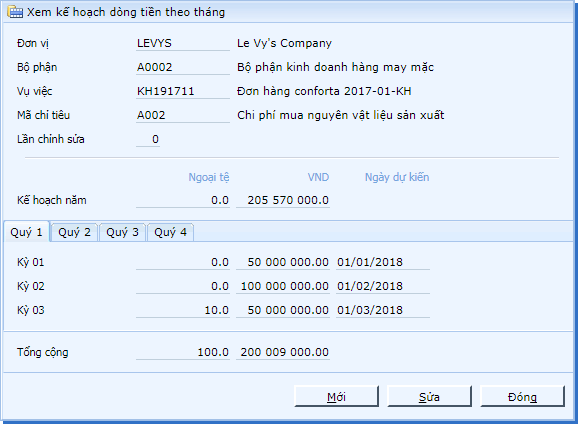 Xem kế hoạch dòng tiền theo tháng
Đơn vị LEVYS Le Vy's Company
Bộ phận A0002 Bộ phận kinh doanh hàng may mặc
Vụ việc KH191711 Đơn hàng conforta 2017-01-KH
Mã chỉ tiêu A002 Chi phí mua nguyên vật liệu sản xuất
Lần chỉnh sửa 0
Ngoại tệ VND Ngày dự kiến
Kế hoạch năm 0.0 205 570 000.0
Quý 1 Quý 2 Quý 3 Quý 4
Kỳ 01 0.0 50 000 000.00 01/01/2018
Kỳ 02 0.0 100 000 000.00 01/02/2018
Kỳ 03 10.0 50 000 000.00 01/03/2018
Tổng cộng 100.0 200 009 000.00
Mới Sửa Đóng